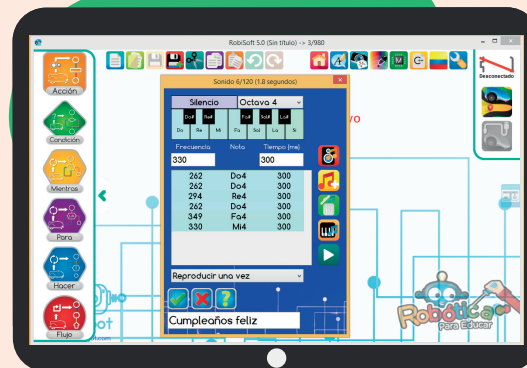 RobiSoft 5.0 (Sin título) -> 3/980
Acción
Condición
Mientras
Para
Hacer
Flujo
Desconectado
Sonido 6/120 (1.8 segundos)
Silencio
Octava 4
Do# Re# Fa# Sol# La#
Do Re Mi Fa Sol La Si
Frecuencia Nota Tiempo (ms)
330 300
262 Do4 300
262 Do4 300
294 Re4 300
262 Do4 300
349 Fa4 300
330 Mi4 300
Reproducir una vez
Cumpleaños feliz
vo
ot
Robótica
Para Educar